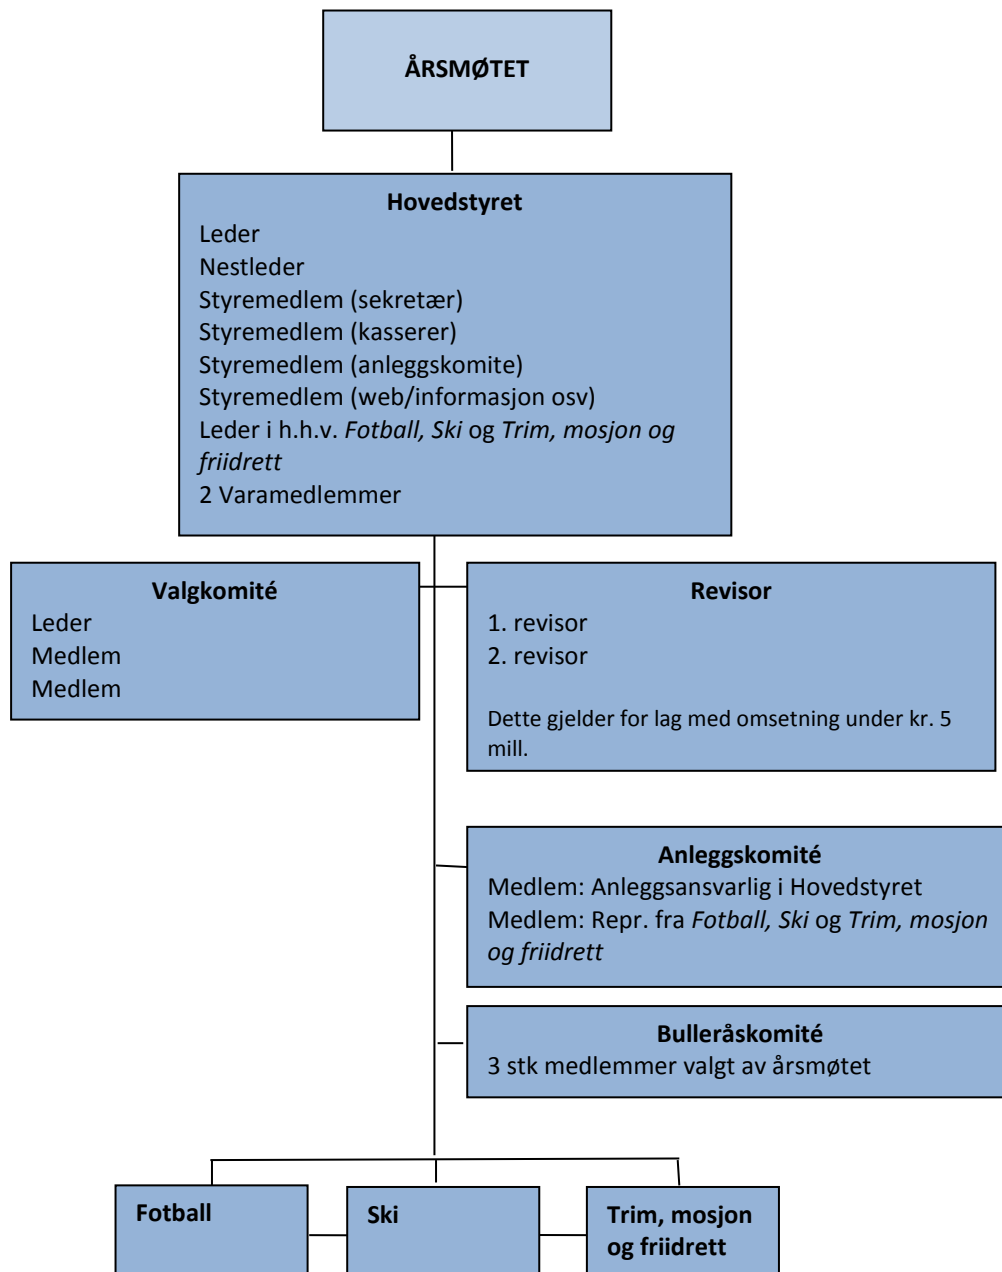 ÅRSMØTET
Hovedstyret
Leder
Nestleder
Styremedlem (sekretær)
Styremedlem (kasserer)
Styremedlem (anleggskomite)
Styremedlem (web/informasjon osv)
Leder i h.h.v. Fotball, Ski og Trim, mosjon og
friidrett
2 Varamedlemmer
Valgkomité
Leder
Medlem
Medlem
Revisor
1. revisor
2. revisor
Dette gjelder for lag med omsetning under kr. 5
mill.
Anleggskomité
Medlem: Anleggsansvarlig i Hovedstyret
Medlem: Repr. fra Fotball, Ski og Trim, mosjon
og friidrett
Bulleråskomité
3 stk medlemmer valgt av årsmøtet
Fotball
Ski
Trim, mosjon
og friidrett